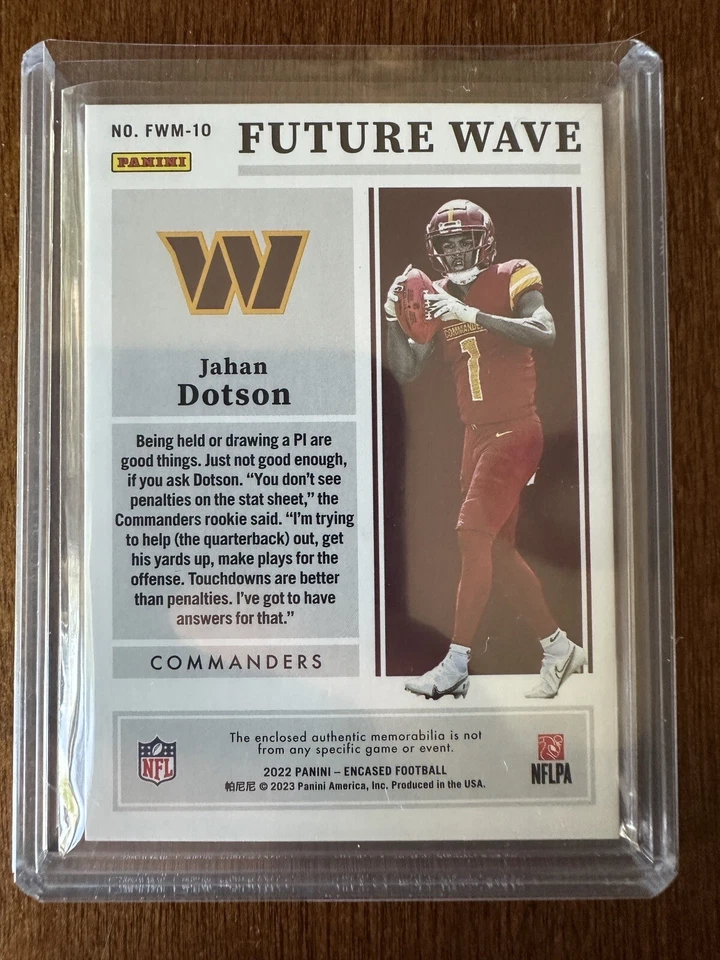 NO. FWM-10
PANINI
FUTURE WAVE
W
Jahan
Dotson
Being held or drawing a PI are
good things. Just not good enough,
if you ask Dotson. “You don’t see
penalties on the stat sheet,” the
Commanders rookie said. “I’m trying
to help (the quarterback) out, get
his yards up, make plays for the
offense. Touchdowns are better
than penalties. I’ve got to have
answers for that.”
COMMANDERS
COMMANDERS
1
The enclosed authentic memorabilia is not
from any specific game or event.
2022 PANINI – ENCASED FOOTBALL
帕尼尼 © 2023 Panini America, Inc. Produced in the USA.
NFL
NFLPA